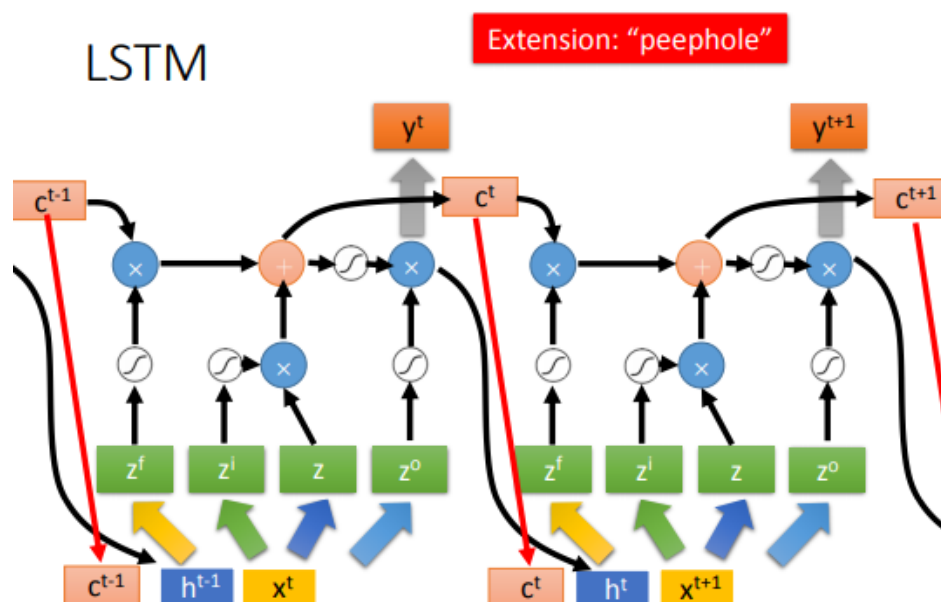 Extension: “peephole”
LSTM
yᵗ yᵗ⁺¹
cᵗ⁻¹ cᵗ cᵗ⁺¹
× + × × + ×
× ×
zᶠ zⁱ z zᵒ zᶠ zⁱ z zᵒ
cᵗ⁻¹ hᵗ⁻¹ xᵗ cᵗ hᵗ xᵗ⁺¹